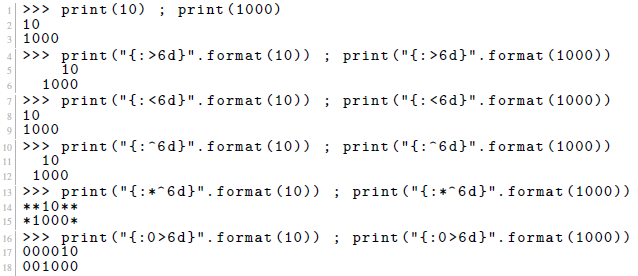 1 >>> print(10) ; print(1000)
2 10
3 1000
4 >>> print("{:>6d}".format(10)) ; print("{:>6d}".format(1000))
5     10
6   1000
7 >>> print("{:<6d}".format(10)) ; print("{:<6d}".format(1000))
8 10
9 1000
10 >>> print("{:^6d}".format(10)) ; print("{:^6d}".format(1000))
11   10
12  1000
13 >>> print("{:*^6d}".format(10)) ; print("{:*^6d}".format(1000))
14 **10**
15 *1000*
16 >>> print("{:0>6d}".format(10)) ; print("{:0>6d}".format(1000))
17 000010
18 001000